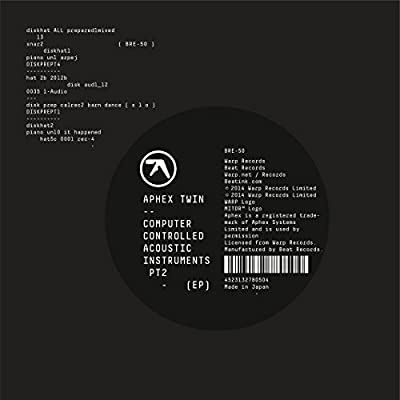 diskhat ALL prepared1mixed
13
snar2 ( BRE-50 )
diskhat1
piano un1 arpej
DISKPREPT4
----------
hat 2b 2012b
disk aud1_12
0035 1-Audio
---
disk prep calrec2 barn dance [ s l o ]
DISKPREPT1
----------
diskhat2
piano un10 it happened
hat5c 0001 rec-4
APHEX TWIN
--
COMPUTER
CONTROLLED
ACOUSTIC
INSTRUMENTS
PT2
- (EP)
BRE-50
Warp Records
Beat Records
Warp.net / Records
Beatink.com
℗ 2014 Warp Records Limited
© 2014 Warp Records Limited
WARP Logo
Logo
Aphex is a registered trade-
mark of Aphex Systems
Limited and is used by
permission
Licensed from Warp Records.
Manufactured by Beat Records.
4523132780504
Made in Japan